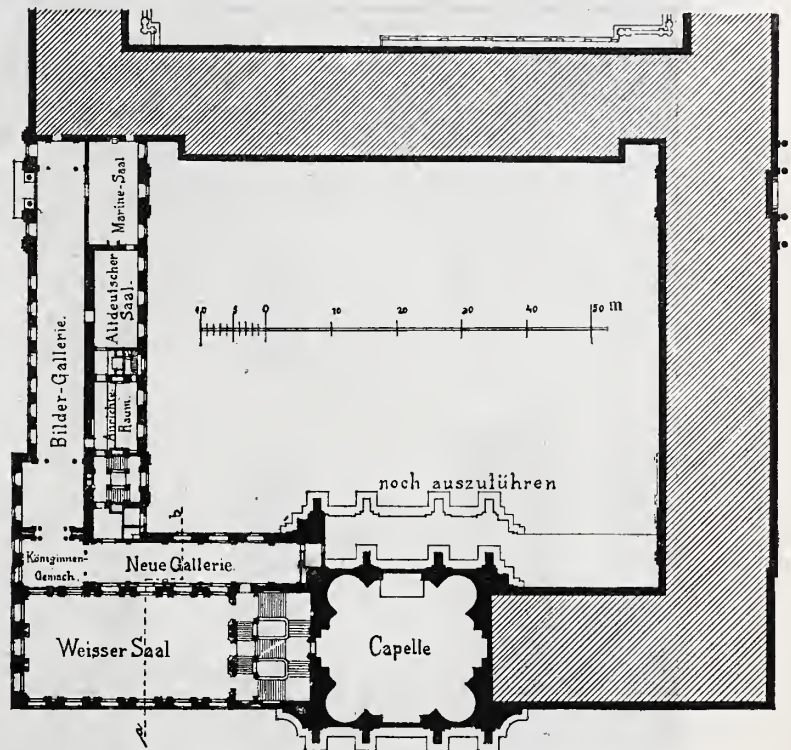 Marine-Saal
Altdeutscher
Saal.
Bilder-Gallerie.
Anrichte
Raum.
10 5 0 10 20 30 40 50 m
noch auszuführen
b
Königinnen-
Gemach.
Neue Gallerie.
Weisser Saal
Capelle
a